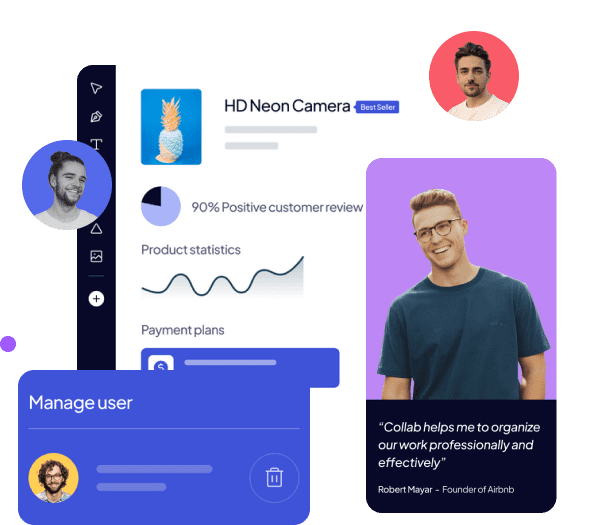 HD Neon Camera
Best Seller
T
90% Positive customer review
Product statistics
Payment plans
$
Manage user
“Collab helps me to organize
our work professionally and
effectively”
Robert Mayar - Founder of Airbnb